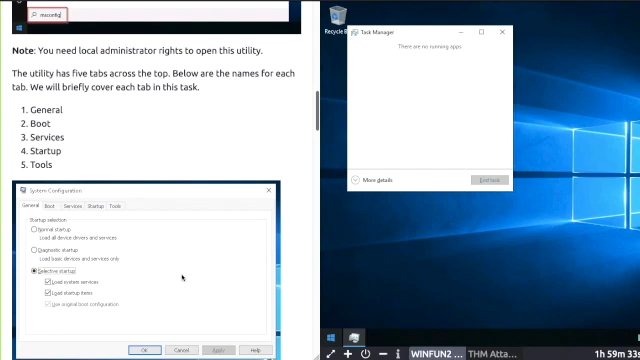 msconfig
Note: You need local administrator rights to open this utility.
The utility has five tabs across the top. Below are the names for each
tab. We will briefly cover each tab in this task.
1. General
2. Boot
3. Services
4. Startup
5. Tools
System Configuration
General Boot Services Startup Tools
Startup selection
Normal startup
Load all device drivers and services
Diagnostic startup
Load basic devices and services only
Selective startup
Load system services
Load startup items
Use original boot configuration
OK Cancel Apply Help
Recycle Bi
Task Manager
There are no running apps
More details
End task
WINFUN2 ...
THM Atta...
1h 59m 33